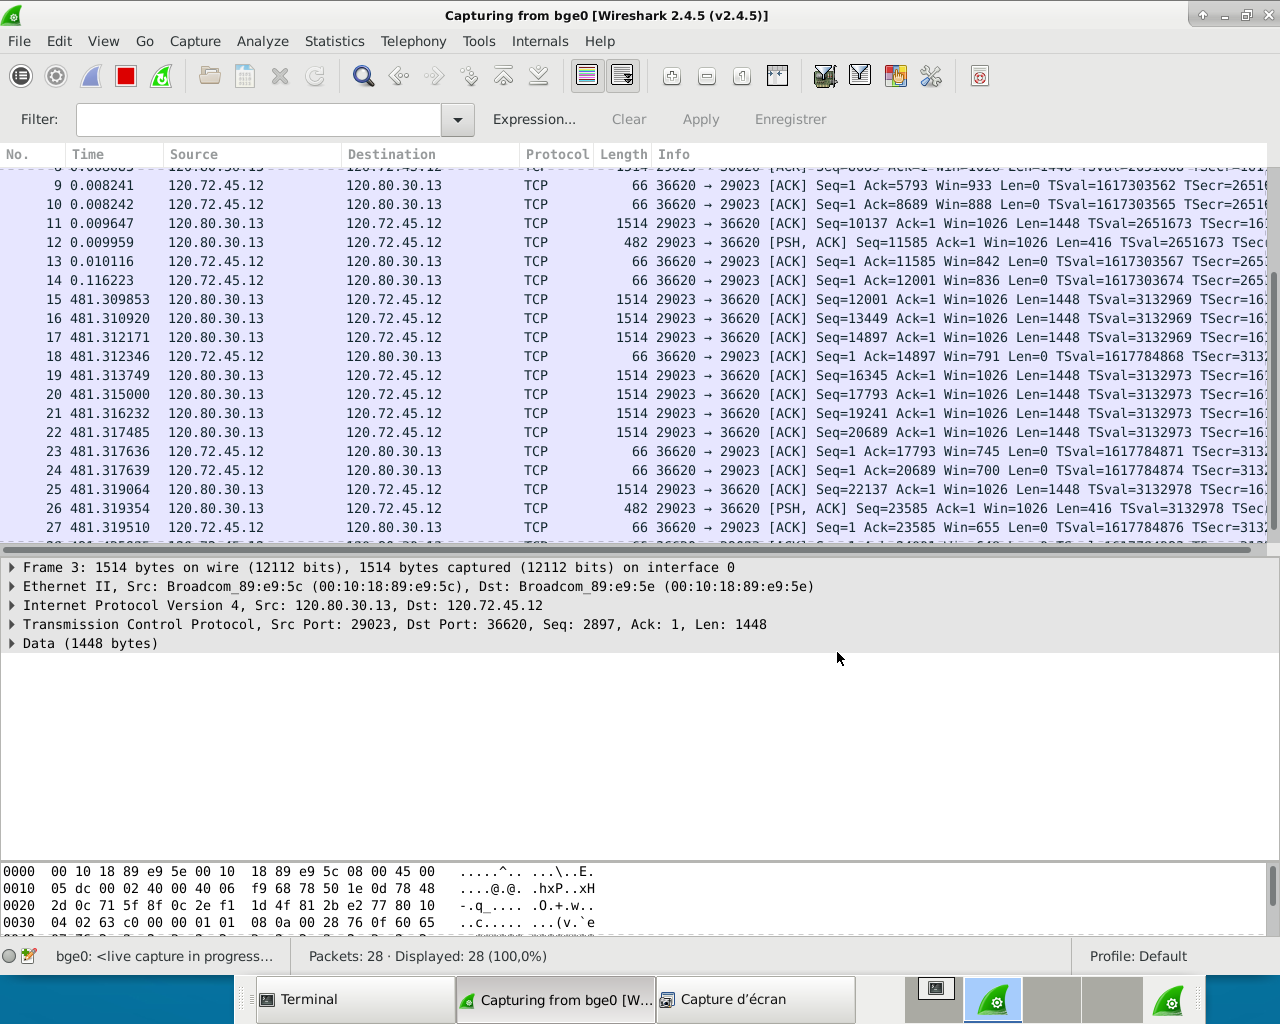 Capturing from bge0 [Wireshark 2.4.5 (v2.4.5)]
File Edit View Go Capture Analyze Statistics Telephony Tools Internals Help
Filter: Expression... Clear Apply Enregistrer
No. Time Source Destination Protocol Length Info
9 0.008241 120.72.45.12 120.80.30.13 TCP 66 36620 → 29023 [ACK] Seq=1 Ack=5793 Win=933 Len=0 TSval=1617303562 TSecr=2651
10 0.008242 120.72.45.12 120.80.30.13 TCP 66 36620 → 29023 [ACK] Seq=1 Ack=8689 Win=888 Len=0 TSval=1617303565 TSecr=2651
11 0.009647 120.80.30.13 120.72.45.12 TCP 1514 29023 → 36620 [ACK] Seq=10137 Ack=1 Win=1026 Len=1448 TSval=2651673 TSecr=161
12 0.009959 120.80.30.13 120.72.45.12 TCP 482 29023 → 36620 [PSH, ACK] Seq=11585 Ack=1 Win=1026 Len=416 TSval=2651673 TSec
13 0.010116 120.72.45.12 120.80.30.13 TCP 66 36620 → 29023 [ACK] Seq=1 Ack=11585 Win=842 Len=0 TSval=1617303567 TSecr=265
14 0.116223 120.72.45.12 120.80.30.13 TCP 66 36620 → 29023 [ACK] Seq=1 Ack=12001 Win=836 Len=0 TSval=1617303674 TSecr=265
15 481.309853 120.80.30.13 120.72.45.12 TCP 1514 29023 → 36620 [ACK] Seq=12001 Ack=1 Win=1026 Len=1448 TSval=3132969 TSecr=161
16 481.310920 120.80.30.13 120.72.45.12 TCP 1514 29023 → 36620 [ACK] Seq=13449 Ack=1 Win=1026 Len=1448 TSval=3132969 TSecr=161
17 481.312171 120.80.30.13 120.72.45.12 TCP 1514 29023 → 36620 [ACK] Seq=14897 Ack=1 Win=1026 Len=1448 TSval=3132969 TSecr=161
18 481.312346 120.72.45.12 120.80.30.13 TCP 66 36620 → 29023 [ACK] Seq=1 Ack=14897 Win=791 Len=0 TSval=1617784868 TSecr=313
19 481.313749 120.80.30.13 120.72.45.12 TCP 1514 29023 → 36620 [ACK] Seq=16345 Ack=1 Win=1026 Len=1448 TSval=3132973 TSecr=161
20 481.315000 120.80.30.13 120.72.45.12 TCP 1514 29023 → 36620 [ACK] Seq=17793 Ack=1 Win=1026 Len=1448 TSval=3132973 TSecr=161
21 481.316232 120.80.30.13 120.72.45.12 TCP 1514 29023 → 36620 [ACK] Seq=19241 Ack=1 Win=1026 Len=1448 TSval=3132973 TSecr=161
22 481.317485 120.80.30.13 120.72.45.12 TCP 1514 29023 → 36620 [ACK] Seq=20689 Ack=1 Win=1026 Len=1448 TSval=3132973 TSecr=161
23 481.317636 120.72.45.12 120.80.30.13 TCP 66 36620 → 29023 [ACK] Seq=1 Ack=17793 Win=745 Len=0 TSval=1617784871 TSecr=313
24 481.317639 120.72.45.12 120.80.30.13 TCP 66 36620 → 29023 [ACK] Seq=1 Ack=20689 Win=700 Len=0 TSval=1617784874 TSecr=313
25 481.319064 120.80.30.13 120.72.45.12 TCP 1514 29023 → 36620 [ACK] Seq=22137 Ack=1 Win=1026 Len=1448 TSval=3132978 TSecr=161
26 481.319354 120.80.30.13 120.72.45.12 TCP 482 29023 → 36620 [PSH, ACK] Seq=23585 Ack=1 Win=1026 Len=416 TSval=3132978 TSec
27 481.319510 120.72.45.12 120.80.30.13 TCP 66 36620 → 29023 [ACK] Seq=1 Ack=23585 Win=655 Len=0 TSval=1617784876 TSecr=313
Frame 3: 1514 bytes on wire (12112 bits), 1514 bytes captured (12112 bits) on interface 0
Ethernet II, Src: Broadcom_89:e9:5c (00:10:18:89:e9:5c), Dst: Broadcom_89:e9:5e (00:10:18:89:e9:5e)
Internet Protocol Version 4, Src: 120.80.30.13, Dst: 120.72.45.12
Transmission Control Protocol, Src Port: 29023, Dst Port: 36620, Seq: 2897, Ack: 1, Len: 1448
Data (1448 bytes)
0000 00 10 18 89 e9 5e 00 10 18 89 e9 5c 08 00 45 00 .....^.. ...\..E.
0010 05 dc 00 02 40 00 40 06 f9 68 78 50 1e 0d 78 48 ....@.@. .hxP..xH
0020 2d 0c 71 5f 8f 0c 2e f1 1d 4f 81 2b e2 77 80 10 -.q_.... .O.+.w..
0030 04 02 63 c0 00 00 01 01 08 0a 00 28 76 0f 60 65 ..c..... ...(v.`e
bge0: <live capture in progress... Packets: 28 · Displayed: 28 (100,0%) Profile: Default
Terminal Capturing from bge0 [W... Capture d’écran